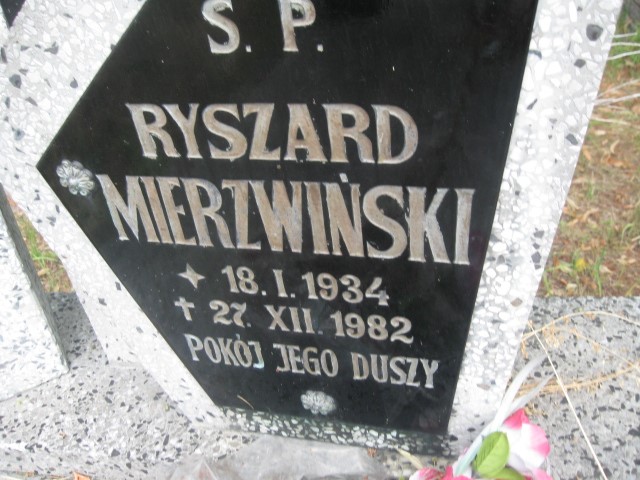 S. P.
RYSZARD
MIERZWIŃSKI
18. I. 1934
27. XII. 1982
POKÓJ JEGO DUSZY